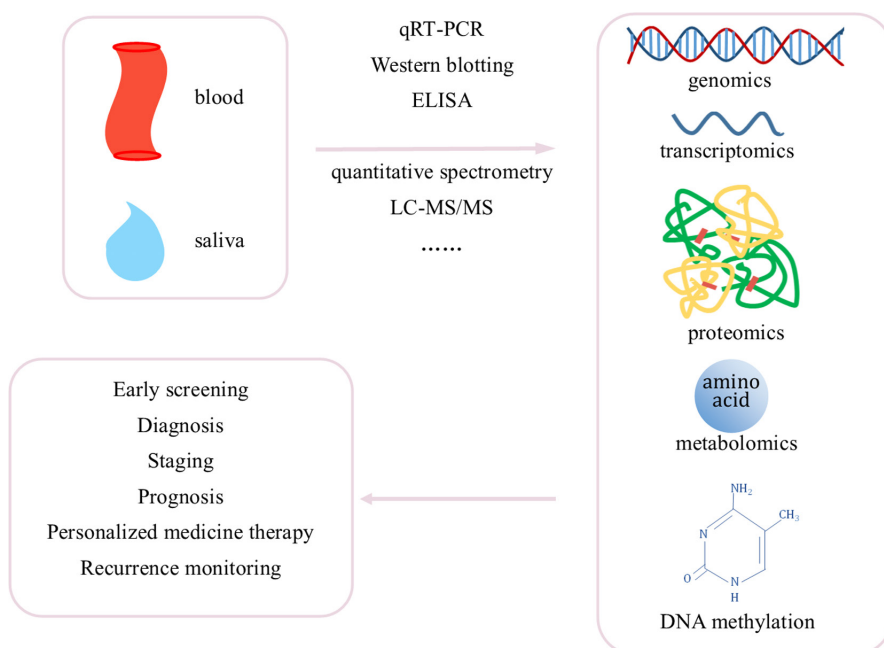 blood
saliva
qRT-PCR
Western blotting
ELISA
quantitative spectrometry
LC-MS/MS
......
genomics
transcriptomics
proteomics
amino
acid
metabolomics
NH₂
CH₃
N
O
N
H
DNA methylation
Early screening
Diagnosis
Staging
Prognosis
Personalized medicine therapy
Recurrence monitoring